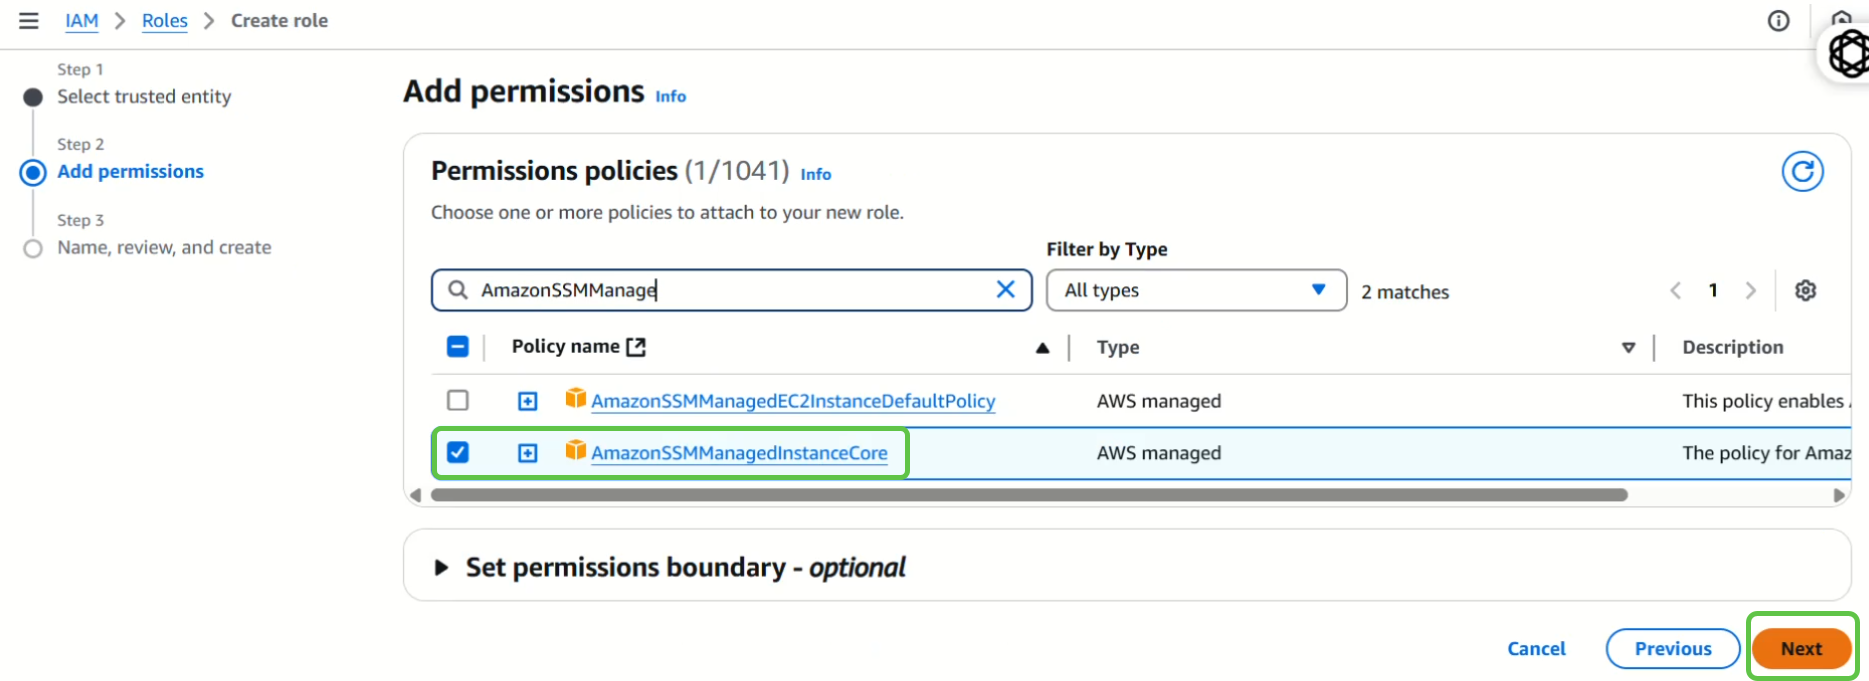 IAM > Roles > Create role
Step 1
Select trusted entity
Step 2
Add permissions
Step 3
Name, review, and create
Add permissions Info
Permissions policies (1/1041) Info
Choose one or more policies to attach to your new role.
Filter by Type
AmazonSSMManage
All types
2 matches
1
Policy name
Type
Description
AmazonSSMManagedEC2InstanceDefaultPolicy
AWS managed
This policy enables
AmazonSSMManagedInstanceCore
AWS managed
The policy for Amaz
Set permissions boundary - optional
Cancel
Previous
Next